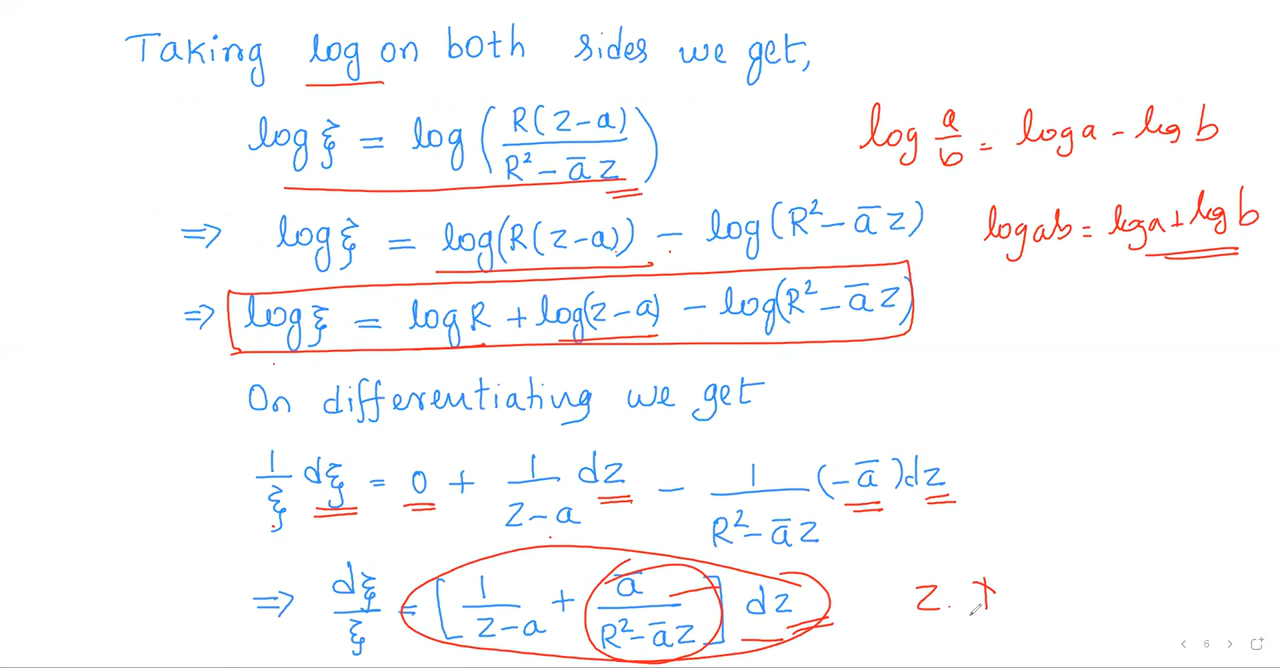 Taking log on both sides we get,
log ξ = log (R(z-a) / R² - āz)
log a/b = log a - log b
⇒ log ξ = log(R(z-a)) - log(R² - āz)
log ab = log a + log b
⇒ log ξ = log R + log(z-a) - log(R² - āz)
On differentiating we get
1/ξ dξ = 0 + 1/z-a dz - 1/R² - āz (-ā) dz
⇒ dξ/ξ = [1/z-a + ā/R² - āz] dz
z.
6